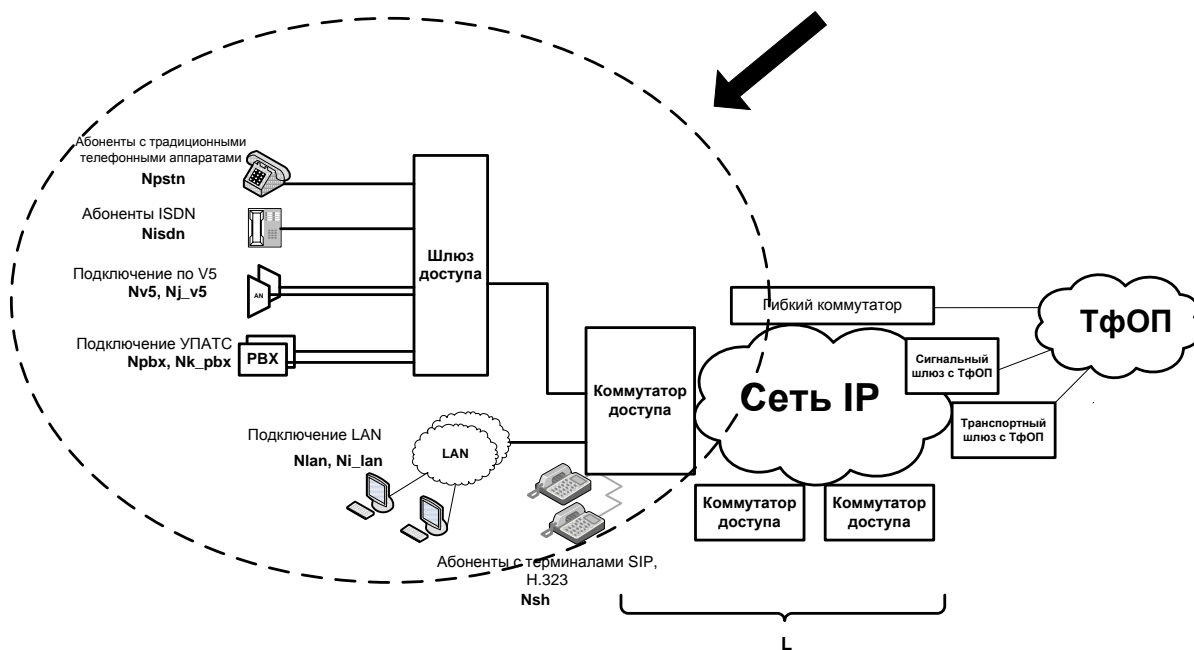 Абоненты с традиционными
телефонными аппаратами
Npstn
Абоненты ISDN
Nisdn
Подключение по V5
Nv5, Nj_v5
AN
Подключение УПАТС
Npbx, Nk_pbx
PBX
Шлюз
доступа
Подключение LAN
Nlan, Ni_lan
LAN
Коммутатор
доступа
Абоненты с терминалами SIP,
H.323
Nsh
Гибкий коммутатор
Сеть IP
ТфОП
Сигнальный
шлюз с ТфОП
Транспортный
шлюз с ТфОП
Коммутатор
доступа
Коммутатор
доступа
L